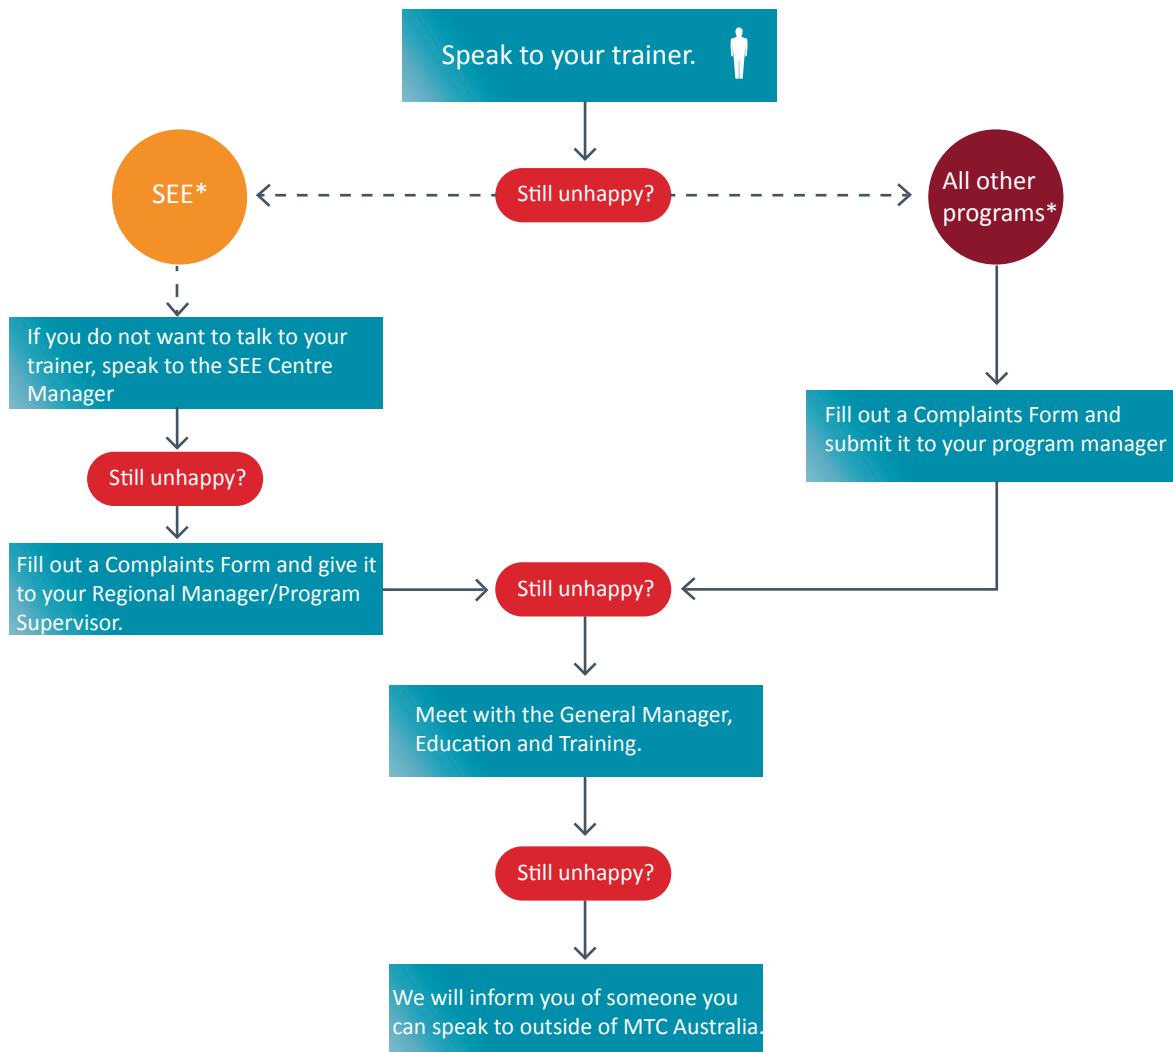 Speak to your trainer.
Still unhappy?
SEE*
All other
programs*
If you do not want to talk to your
trainer, speak to the SEE Centre
Manager
Still unhappy?
Fill out a Complaints Form and give it
to your Regional Manager/Program
Supervisor.
Fill out a Complaints Form and
submit it to your program manager
Still unhappy?
Meet with the General Manager,
Education and Training.
Still unhappy?
We will inform you of someone you
can speak to outside of MTC Australia.